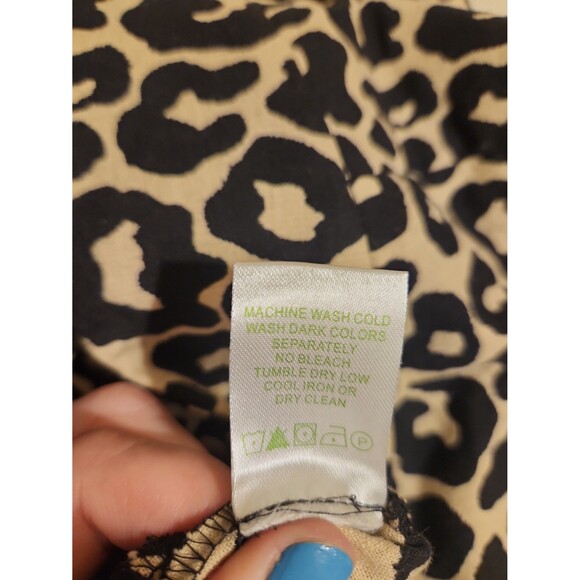 MACHINE WASH COLD
WASH DARK COLORS
SEPARATELY
NO BLEACH
TUMBLE DRY LOW
COOL IRON OR
DRY CLEAN
P